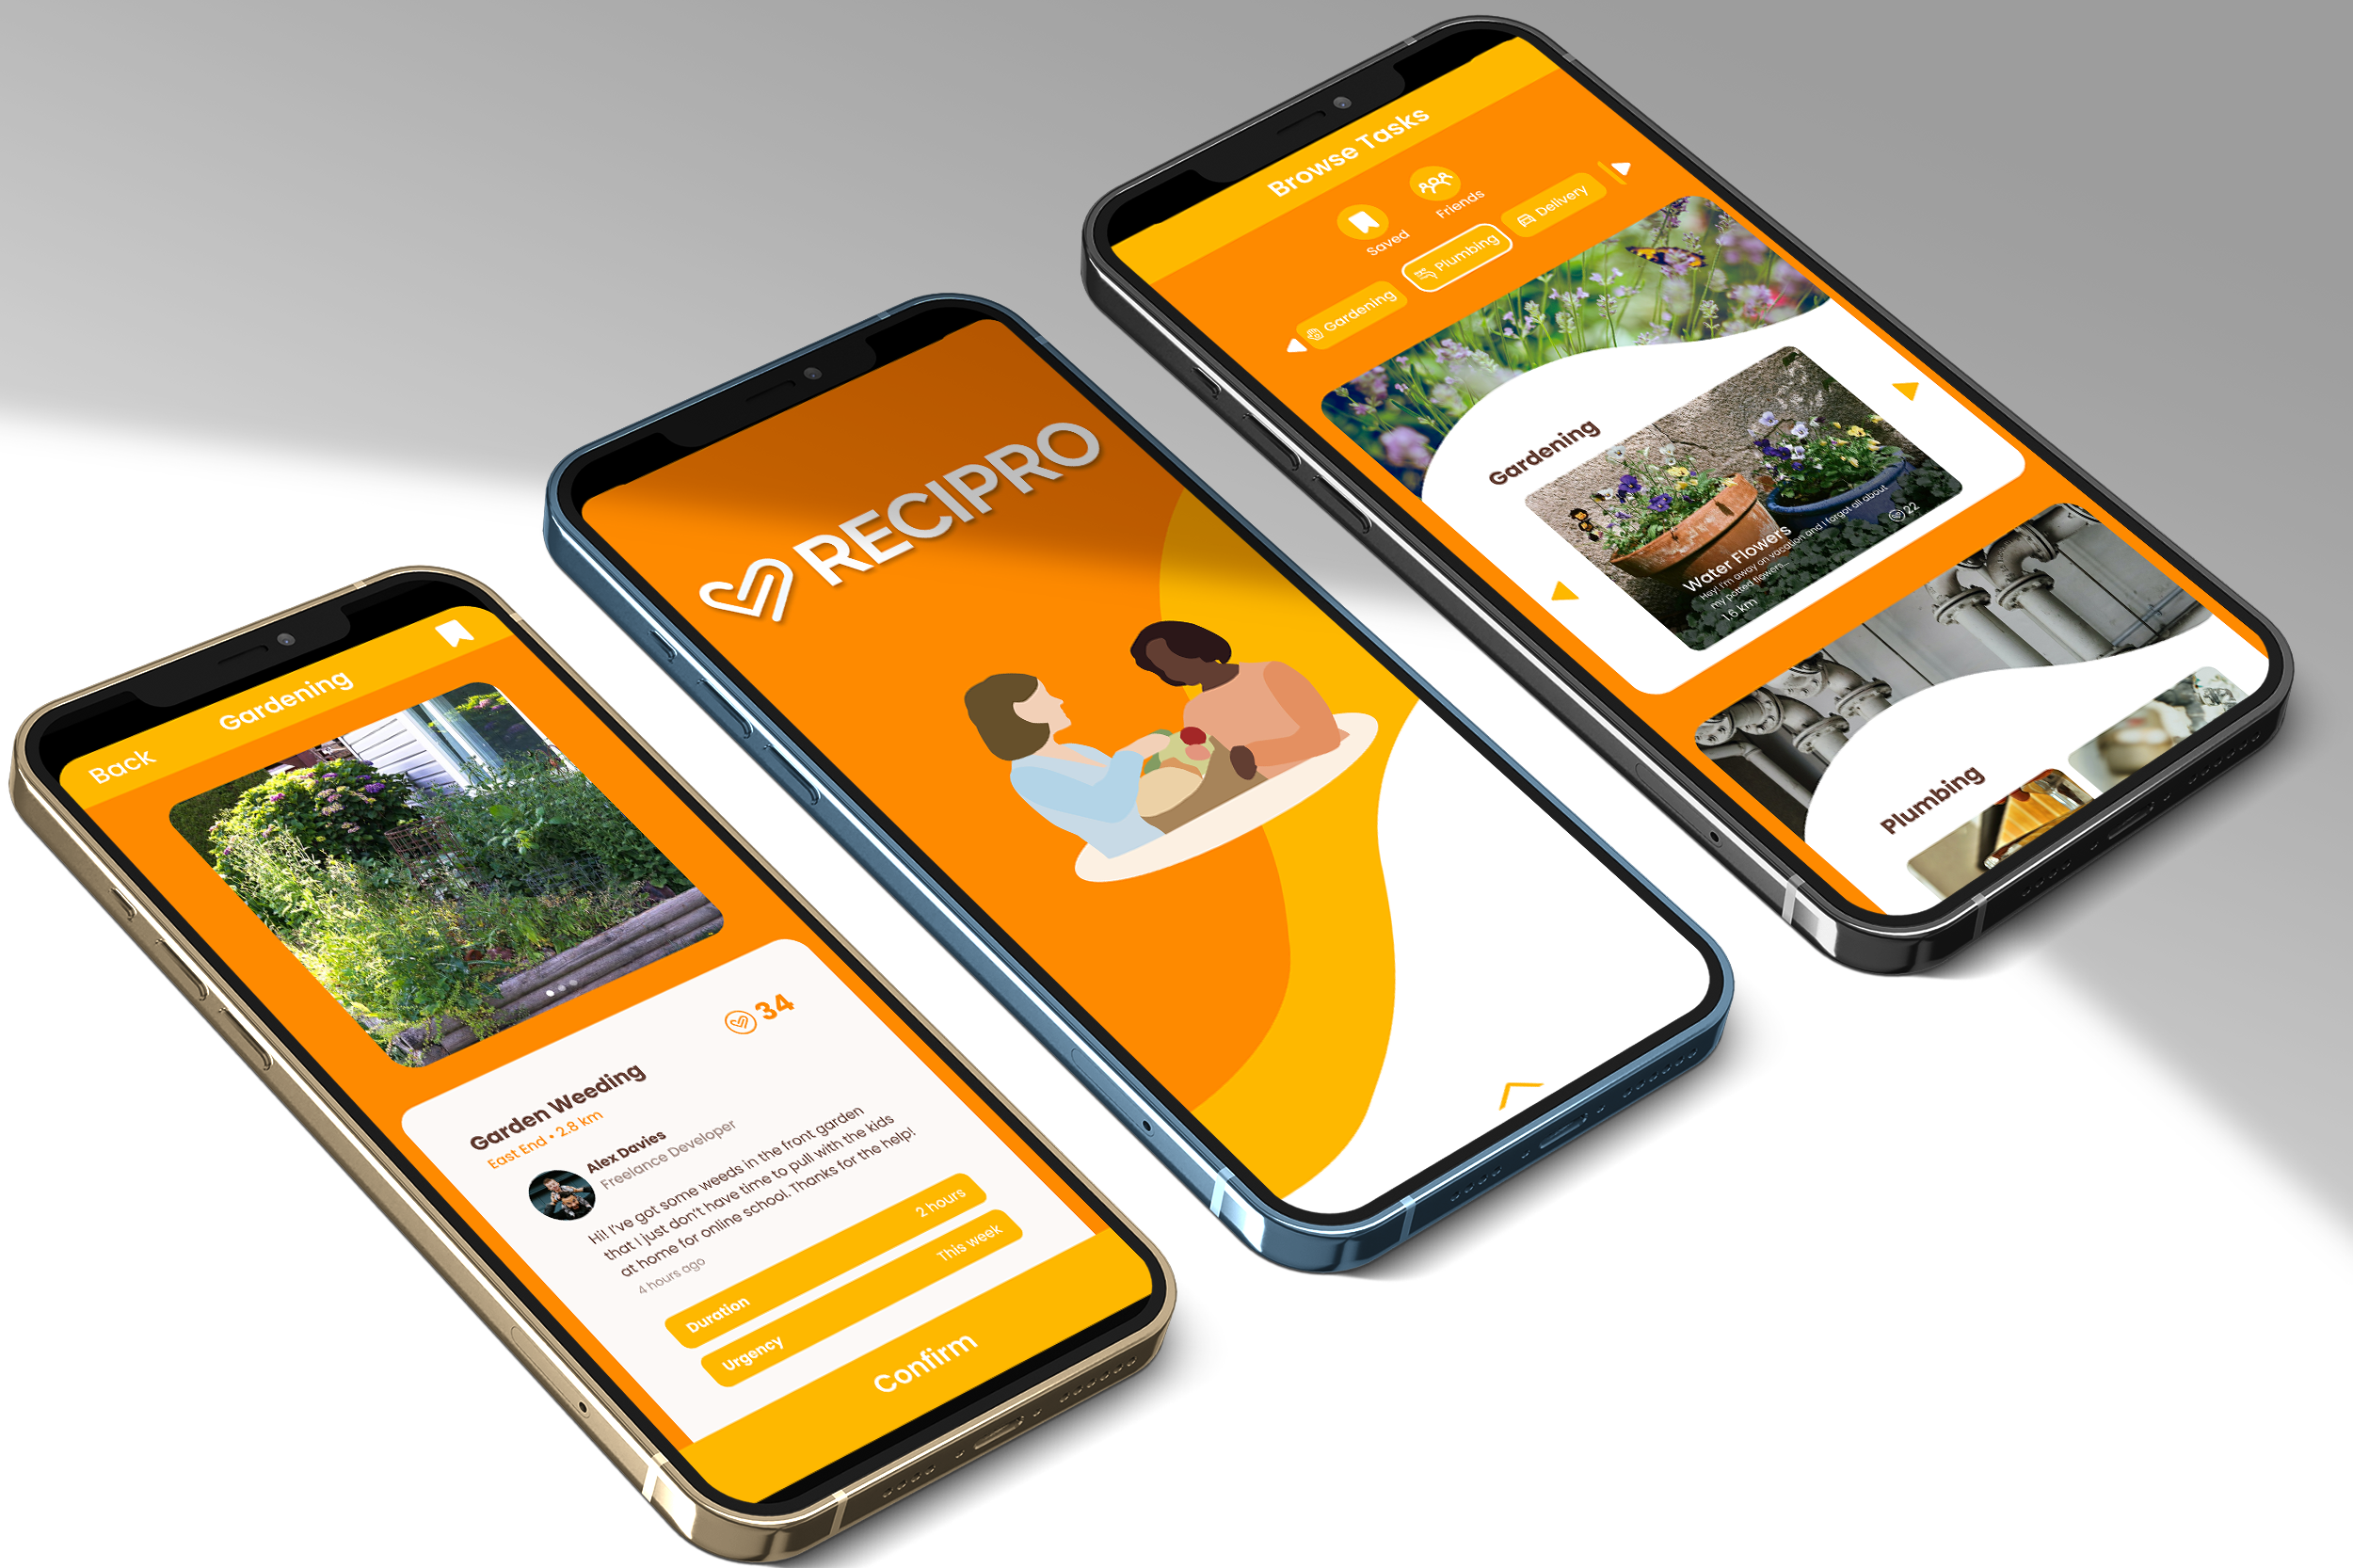 Back
Gardening
34
Garden Weeding
East End • 2.8 km
Alex Davies
Freelance Developer
Hi! I've got some weeds in the front garden
that I just don't have time to pull with the kids
at home for online school. Thanks for the help!
4 hours ago
Duration 2 hours
Urgency This week
Confirm
RECIPRO
Browse Tasks
Saved
Friends
Gardening
Plumbing
Delivery
Gardening
Water Flowers
22
Hey! I'm away on vacation and I forgot all about
my potted flowers...
1.6 km
Plumbing